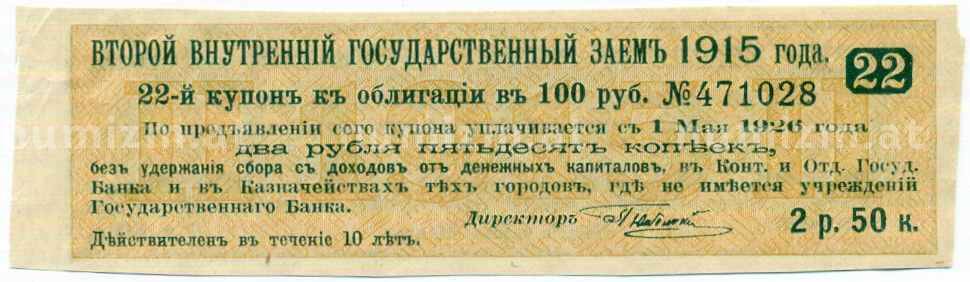 ВТОРОЙ ВНУТРЕННІЙ ГОСУДАРСТВЕННЫЙ ЗАЕМЪ 1915 года.
22
22-й купонъ къ облигаціи въ 100 руб. №471028
По предъявленіи сего купона уплачивается съ 1 Мая 1926 года
два рубля пятьдесятъ копѣекъ,
безъ удержанія сбора съ доходовъ отъ денежныхъ капиталовъ, въ Конт. и Отд. Госуд.
Банка и въ Казначействахъ тѣхъ городовъ, гдѣ не имѣется учрежденій
Государственнаго Банка.
Директоръ
2 р. 50 к.
Дѣйствителенъ въ теченіе 10 лѣтъ.